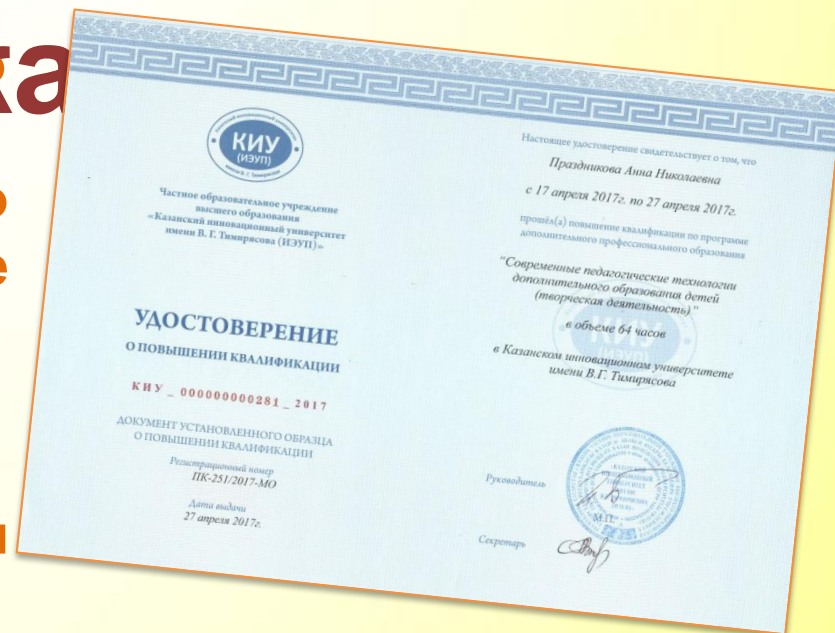 ка
о
е
и
КИУ
(ИЭУП)
Частное образовательное учреждение
высшего образования
«Казанский инновационный университет
имени В. Г. Тимирясова (ИЭУП)»
УДОСТОВЕРЕНИЕ
О ПОВЫШЕНИИ КВАЛИФИКАЦИИ
КИУ _ 000000000281 _ 2017
ДОКУМЕНТ УСТАНОВЛЕННОГО ОБРАЗЦА
О ПОВЫШЕНИИ КВАЛИФИКАЦИИ
Регистрационный номер
ПК-251/2017-МО
Дата выдачи
27 апреля 2017г.
Настоящее удостоверение свидетельствует о том, что
Праздникова Анна Николаевна
с 17 апреля 2017г. по 27 апреля 2017г.
прошёл(а) повышение квалификации по программе
дополнительного профессионального образования
"Современные педагогические технологии
дополнительного образования детей
(творческая деятельность)"
в объеме 64 часов
в Казанском инновационном университете
имени В.Г. Тимирясова
Руководитель
М.П.
Секретарь